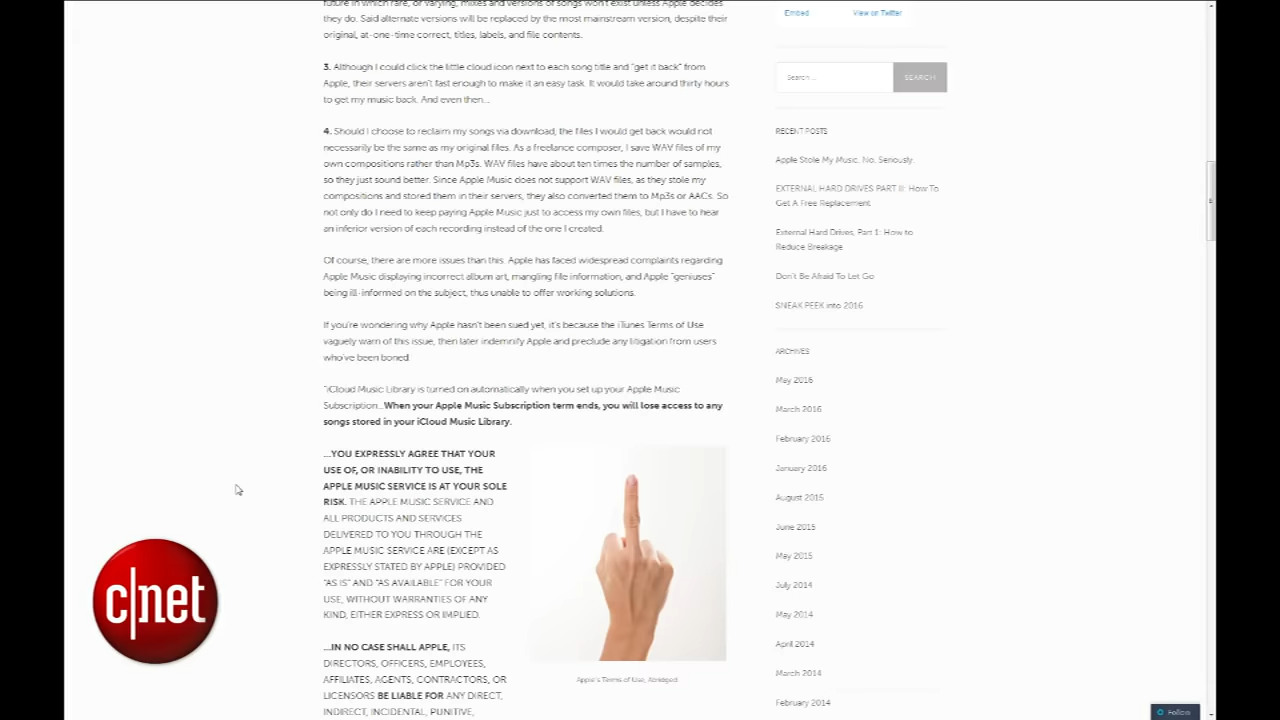 future in which rare, or varying, mixes and versions of songs won't exist unless Apple decides
they do. Said alternate versions will be replaced by the most mainstream version, despite their
original, at-one-time correct, titles, labels, and file contents.
3. Although I could click the little cloud icon next to each song title and "get it back" from
Apple, their servers aren't fast enough to make it an easy task. It would take around thirty hours
to get my music back. And even then...
4. Should I choose to reclaim my songs via download, the files I would get back would not
necessarily be the same as my original files. As a freelance composer, I save WAV files of my
own compositions rather than Mp3s. WAV files have about ten times the number of samples,
so they just sound better. Since Apple Music does not support WAV files, as they stole my
compositions and stored them in their servers, they also converted them to Mp3s or AACs. So
not only do I need to keep paying Apple Music just to access my own files, but I have to hear
an inferior version of each recording instead of the one I created.
Of course, there are more issues than this. Apple has faced widespread complaints regarding
Apple Music displaying incorrect album art, mangling file information, and Apple "geniuses"
being ill-informed on the subject, thus unable to offer working solutions.
If you're wondering why Apple hasn't been sued yet, it's because the iTunes Terms of Use
vaguely warn of this issue, then later indemnify Apple and preclude any litigation from users
who've been boned:
"iCloud Music Library is turned on automatically when you set up your Apple Music
Subscription...When your Apple Music Subscription term ends, you will lose access to any
songs stored in your iCloud Music Library.
...YOU EXPRESSLY AGREE THAT YOUR
USE OF, OR INABILITY TO USE, THE
APPLE MUSIC SERVICE IS AT YOUR SOLE
RISK. THE APPLE MUSIC SERVICE AND
ALL PRODUCTS AND SERVICES
DELIVERED TO YOU THROUGH THE
APPLE MUSIC SERVICE ARE (EXCEPT AS
EXPRESSLY STATED BY APPLE) PROVIDED
"AS IS" AND "AS AVAILABLE" FOR YOUR
USE, WITHOUT WARRANTIES OF ANY
KIND, EITHER EXPRESS OR IMPLIED.
...IN NO CASE SHALL APPLE, ITS
DIRECTORS, OFFICERS, EMPLOYEES,
AFFILIATES, AGENTS, CONTRACTORS, OR
LICENSORS BE LIABLE FOR ANY DIRECT,
INDIRECT, INCIDENTAL, PUNITIVE,
Apple's Terms of Use, Abridged
Embed View on Twitter
Search ... SEARCH
RECENT POSTS
Apple Stole My Music. No, Seriously.
EXTERNAL HARD DRIVES PART II: How To
Get A Free Replacement
External Hard Drives, Part 1: How to
Reduce Breakage
Don't Be Afraid To Let Go
SNEAK PEEK into 2016
ARCHIVES
May 2016
March 2016
February 2016
January 2016
August 2015
June 2015
May 2015
July 2014
May 2014
April 2014
March 2014
February 2014
Follow
c|net